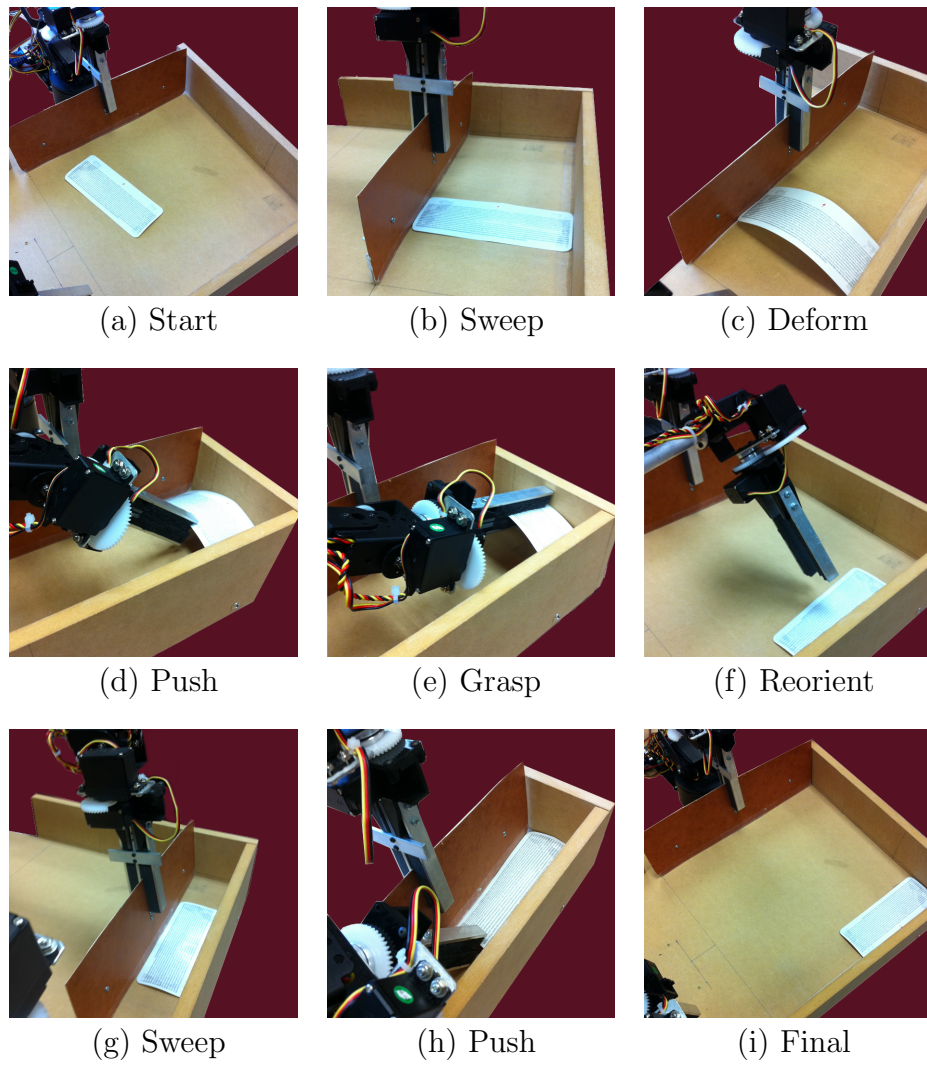 (a) Start
(b) Sweep
(c) Deform
(d) Push
(e) Grasp
(f) Reorient
(g) Sweep
(h) Push
(i) Final